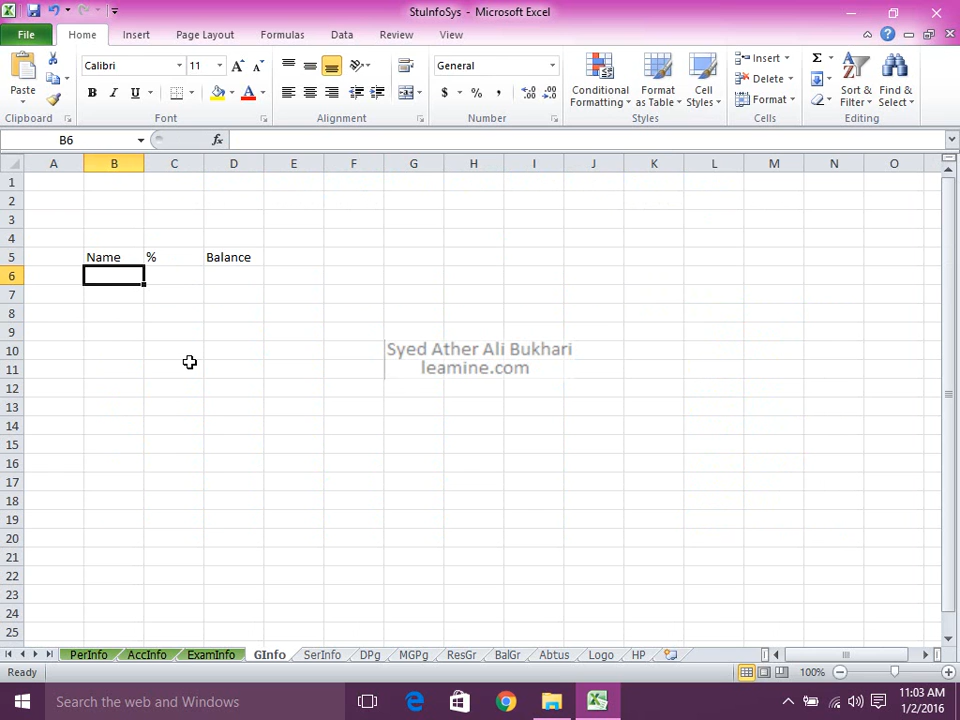 StuInfoSys - Microsoft Excel
File Home Insert Page Layout Formulas Data Review View
Calibri 11 General Insert
Paste Conditional Format Cell Delete Sort & Find &
Formatting as Table Styles Format Filter Select
Clipboard Font Alignment Number Styles Cells Editing
B6 fx
A B C D E F G H I J K L M N O
1
2
3
4
5 Name % Balance
6
7
8
9
10 Syed Ather Ali Bukhari
11 leamine.com
12
13
14
15
16
17
18
19
20
21
22
23
24
25
PerInfo AccInfo ExamInfo GInfo SerInfo DPg MGPg ResGr BalGr Abtus Logo HP
Ready 100%
Search the web and Windows 11:03 AM
1/2/2016